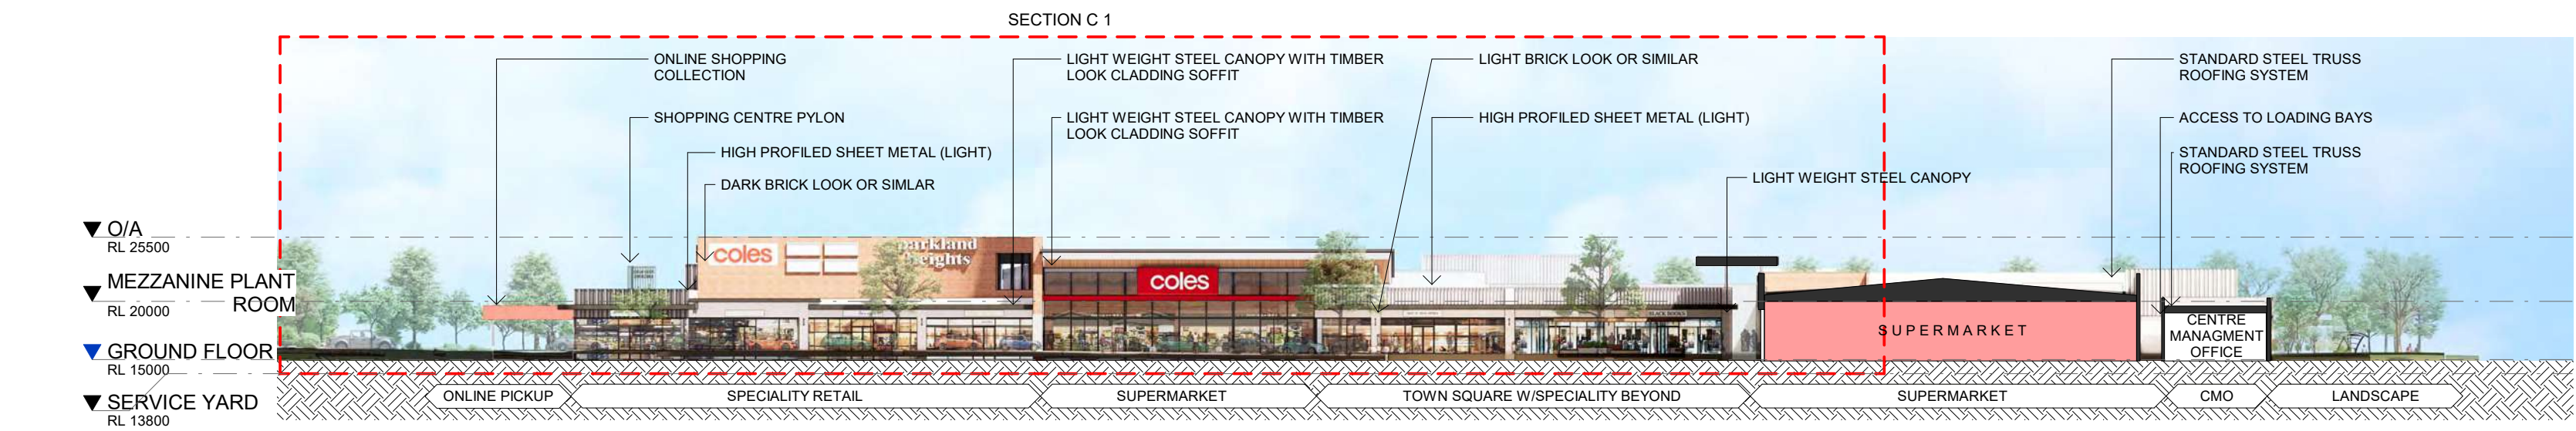 SECTION C 1
ONLINE SHOPPING
COLLECTION
LIGHT WEIGHT STEEL CANOPY WITH TIMBER
LOOK CLADDING SOFFIT
LIGHT BRICK LOOK OR SIMILAR
STANDARD STEEL TRUSS
ROOFING SYSTEM
SHOPPING CENTRE PYLON
LIGHT WEIGHT STEEL CANOPY WITH TIMBER
LOOK CLADDING SOFFIT
HIGH PROFILED SHEET METAL (LIGHT)
ACCESS TO LOADING BAYS
HIGH PROFILED SHEET METAL (LIGHT)
STANDARD STEEL TRUSS
ROOFING SYSTEM
DARK BRICK LOOK OR SIMLAR
LIGHT WEIGHT STEEL CANOPY
O/A
RL 25500
coles
arkland
eights
coles
MEZZANINE PLANT
ROOM
RL 20000
BLACK BOOKS
SUPERMARKET
CENTRE
MANAGMENT
OFFICE
GROUND FLOOR
RL 15000
SERVICE YARD
RL 13800
ONLINE PICKUP
SPECIALITY RETAIL
SUPERMARKET
TOWN SQUARE W/SPECIALITY BEYOND
SUPERMARKET
CMO
LANDSCAPE